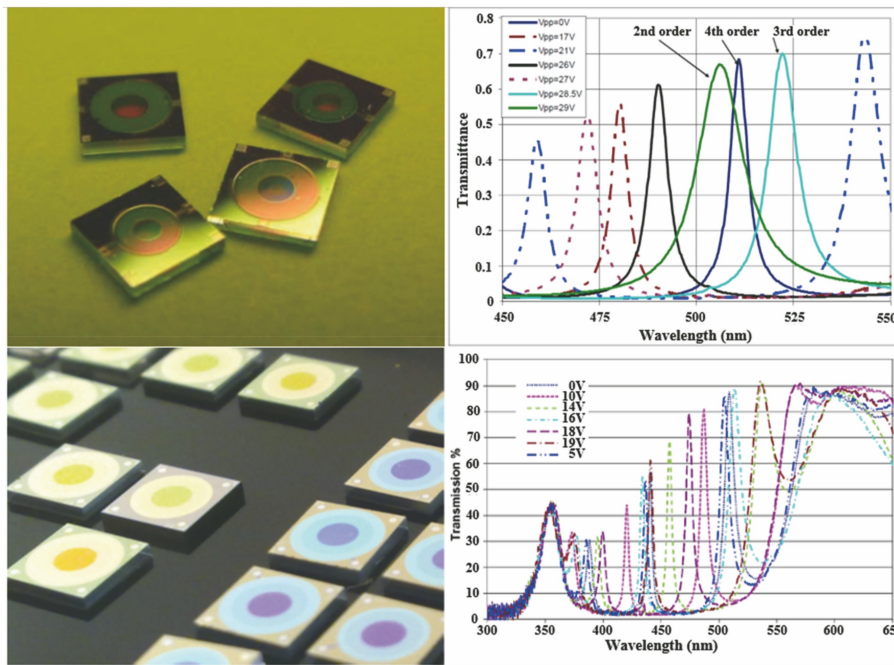 0.8
0.7
0.6
0.5
0.4
0.3
0.2
0.1
0
Transmittance
Vpp=0V
Vpp=17V
Vpp=21V
Vpp=26V
Vpp=27V
Vpp=28.5V
Vpp=29V
2nd order
4th order
3rd order
450 475 500 525 550
Wavelength (nm)
100
90
80
70
60
50
40
30
20
10
0
Transmission %
0V
10V
14V
16V
18V
19V
5V
300 350 400 450 500 550 600
Wavelength (nm)